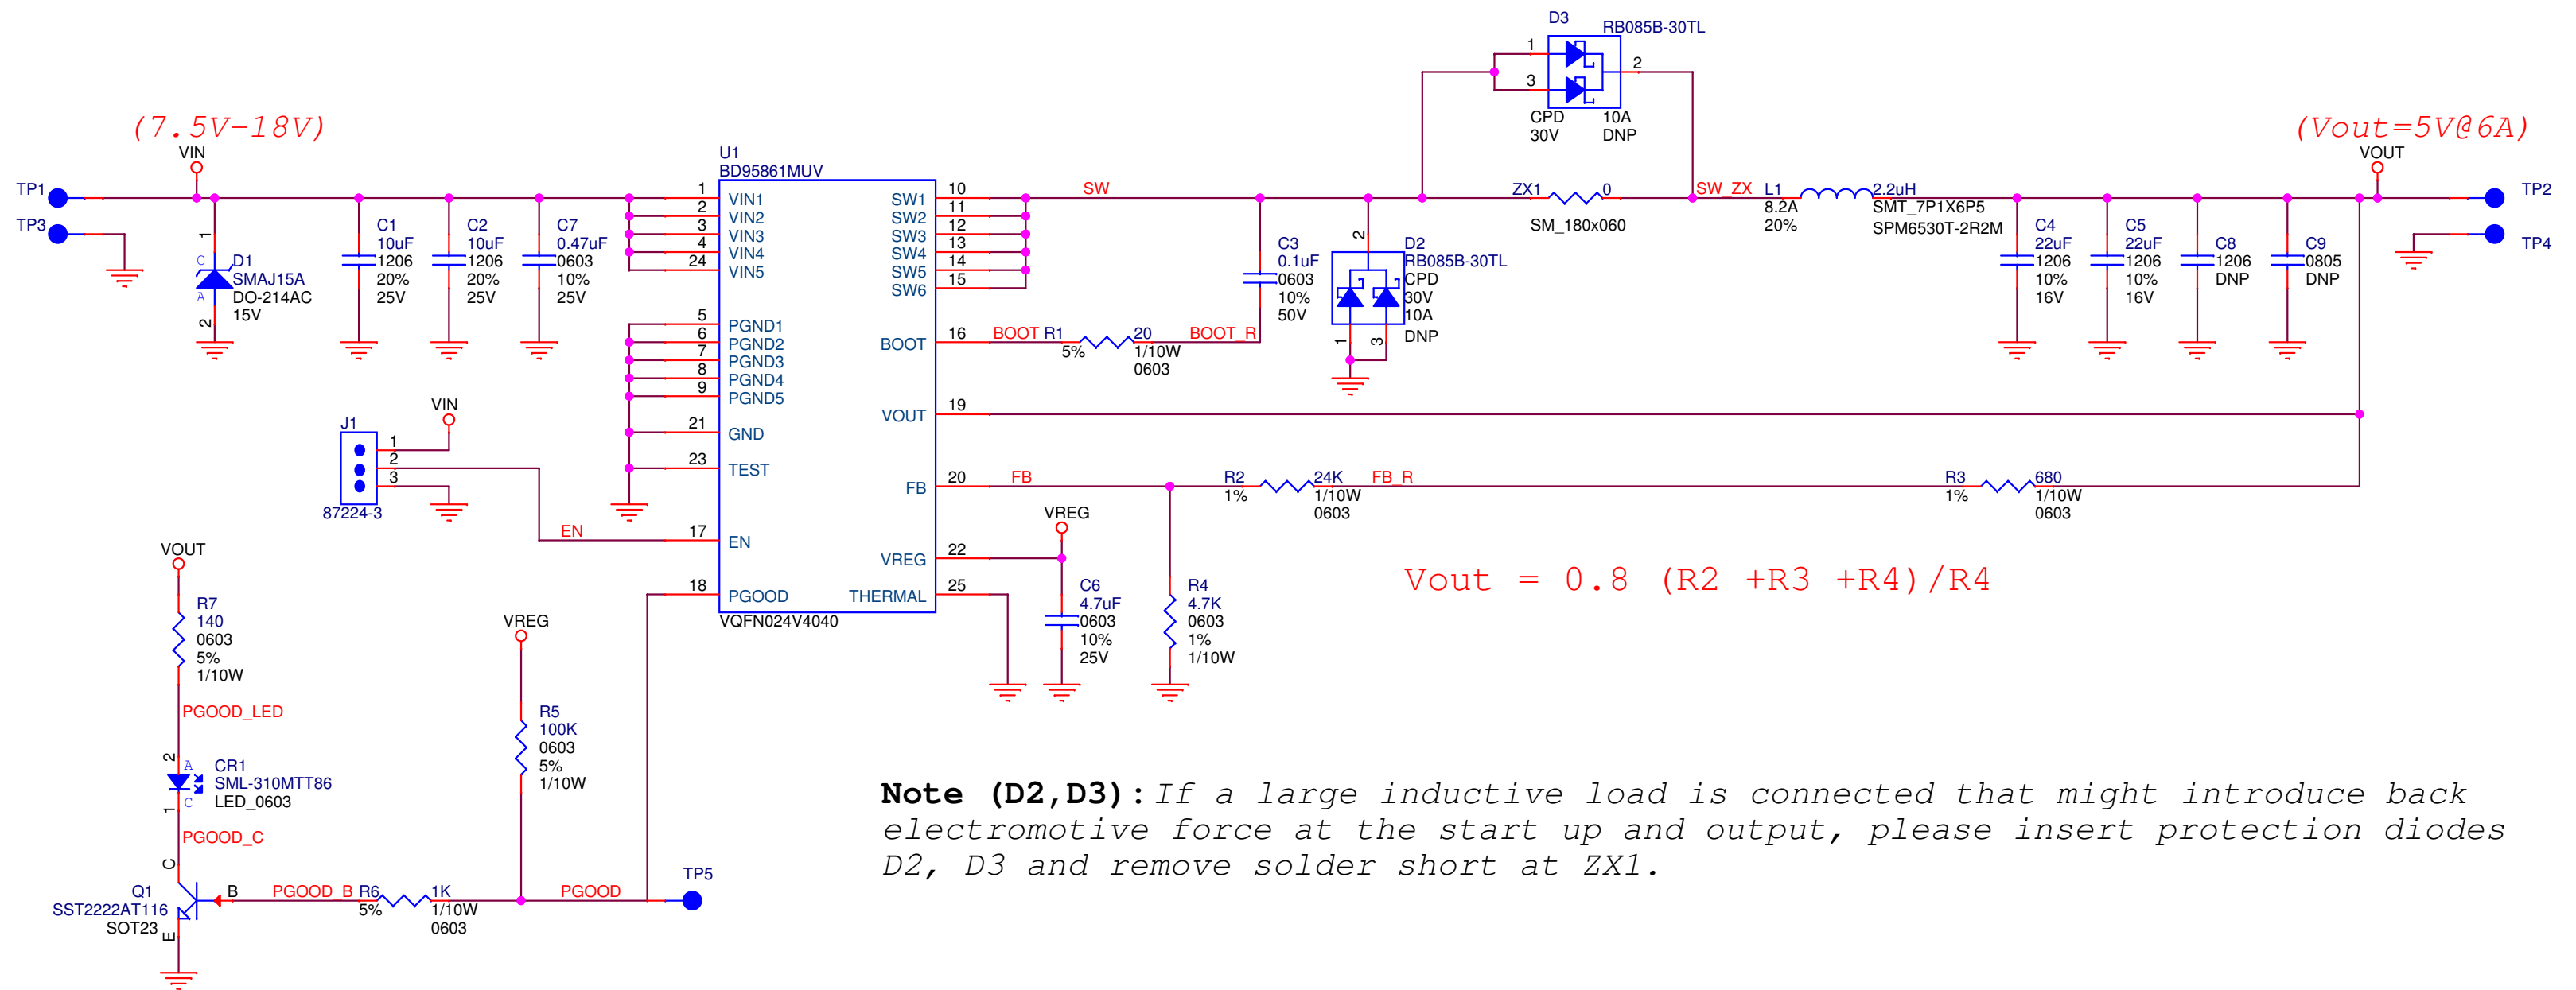 D3
RB085B-30TL
1
3
2
CPD
30V
10A
DNP
(7.5V-18V)
VIN
(Vout=5V@6A)
VOUT
TP1
TP3
TP2
TP4
1
C
A
2
D1
SMAJ15A
DO-214AC
15V
C1
10uF
1206
20%
25V
C2
10uF
1206
20%
25V
C7
0.47uF
0603
10%
25V
U1
BD95861MUV
1 VIN1
2 VIN2
3 VIN3
4 VIN4
24 VIN5
5 PGND1
6 PGND2
7 PGND3
8 PGND4
9 PGND5
21 GND
23 TEST
17 EN
18 PGOOD
SW1 10
SW2 11
SW3 12
SW4 13
SW5 14
SW6 15
BOOT 16
VOUT 19
FB 20
VREG 22
THERMAL 25
VQFN024V4040
SW
C3
0.1uF
0603
10%
50V
BOOT
R1
20
5%
1/10W
0603
BOOT_R
2
D2
RB085B-30TL
CPD
30V
10A
DNP
1
3
ZX1
0
SM_180x060
SW_ZX
L1
2.2uH
8.2A
20%
SMT_7P1X6P5
SPM6530T-2R2M
C4
22uF
1206
10%
16V
C5
22uF
1206
10%
16V
C8
1206
DNP
C9
0805
DNP
J1
1
2
3
87224-3
VIN
EN
FB
R2
24K
1%
1/10W
0603
FB_R
R3
680
1%
1/10W
0603
VREG
C6
4.7uF
0603
10%
25V
R4
4.7K
0603
1%
1/10W
Vout = 0.8 (R2 +R3 +R4)/R4
VOUT
R7
140
0603
5%
1/10W
PGOOD_LED
2
A
C
1
CR1
SML-310MTT86
LED_0603
PGOOD_C
C
B
E
Q1
SST2222AT116
SOT23
PGOOD_B
R6
1K
5%
1/10W
0603
VREG
R5
100K
0603
5%
1/10W
PGOOD
TP5
Note (D2,D3): If a large inductive load is connected that might introduce back
electromotive force at the start up and output, please insert protection diodes
D2, D3 and remove solder short at ZX1.